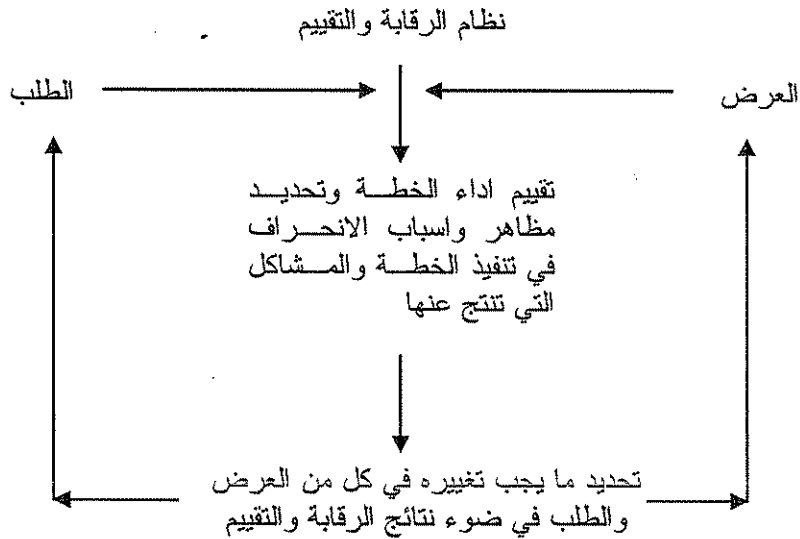 نظام الرقابة والتقييم
العرض
الطلب
تقييم اداء الخطة وتحديد
مظاهر واسباب الانحراف
في تنفيذ الخطة والمشاكل
التي تنتج عنها
تحديد ما يجب تغييره في كل من العرض
والطلب في ضوء نتائج الرقابة والتقييم